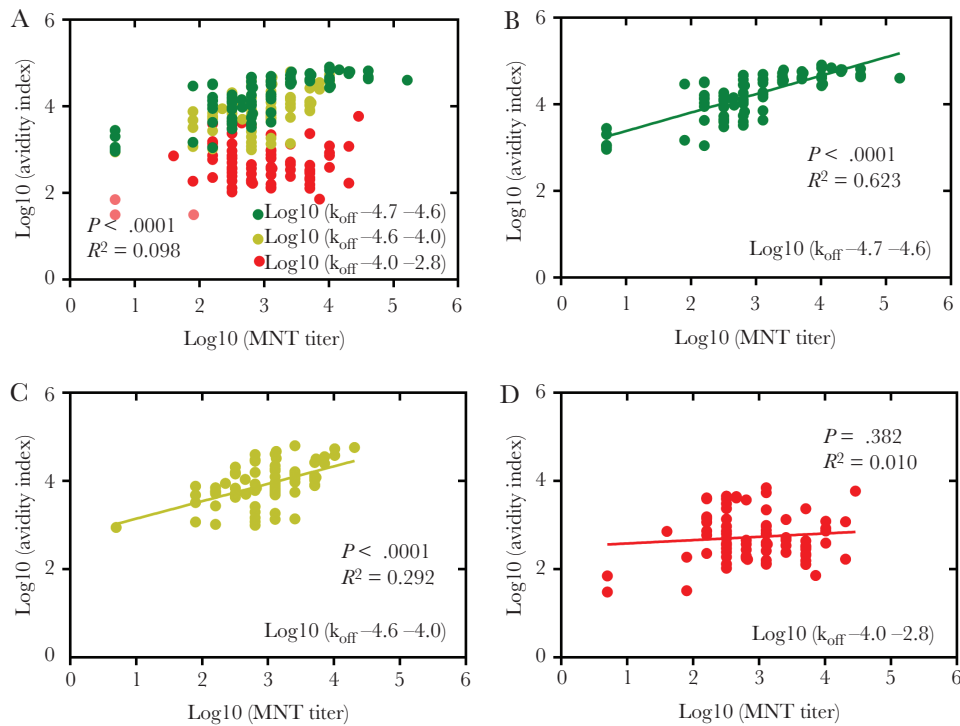 A
6
4
2
0
Log10 (avidity index)
P < .0001
R² = 0.098
Log10 (koff –4.7 –4.6)
Log10 (koff –4.6 –4.0)
Log10 (koff –4.0 –2.8)
0 1 2 3 4 5 6
Log10 (MNT titer)
B
6
4
2
0
Log10 (avidity index)
P < .0001
R² = 0.623
Log10 (koff –4.7 –4.6)
0 1 2 3 4 5 6
Log10 (MNT titer)
C
6
4
2
0
Log10 (avidity index)
P < .0001
R² = 0.292
Log10 (koff –4.6 –4.0)
0 1 2 3 4 5 6
Log10 (MNT titer)
D
6
4
2
0
Log10 (avidity index)
P = .382
R² = 0.010
Log10 (koff –4.0 –2.8)
0 1 2 3 4 5 6
Log10 (MNT titer)